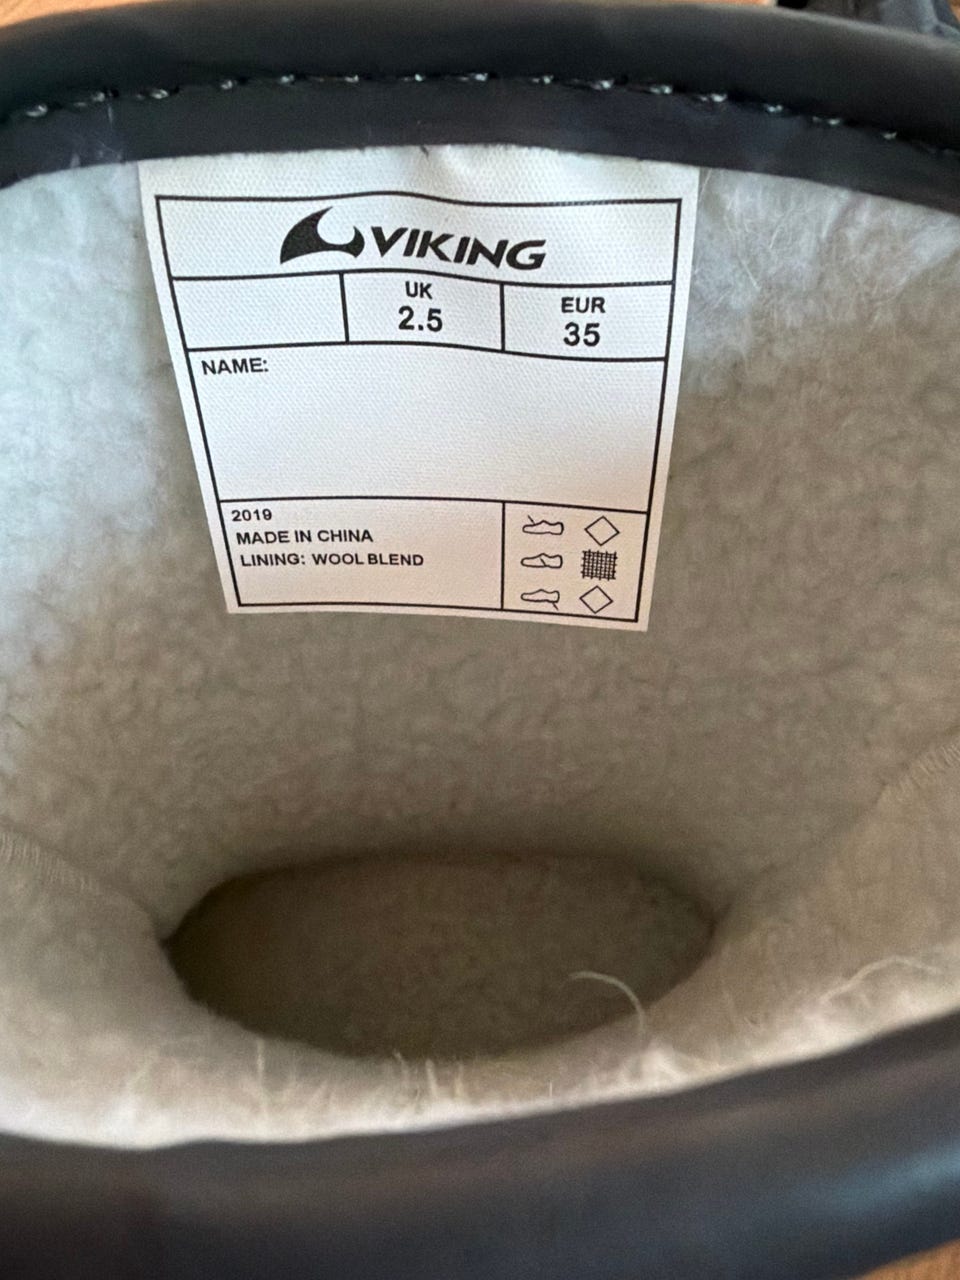 VIKING
UK
2.5
EUR
35
NAME:
2019
MADE IN CHINA
LINING: WOOL BLEND